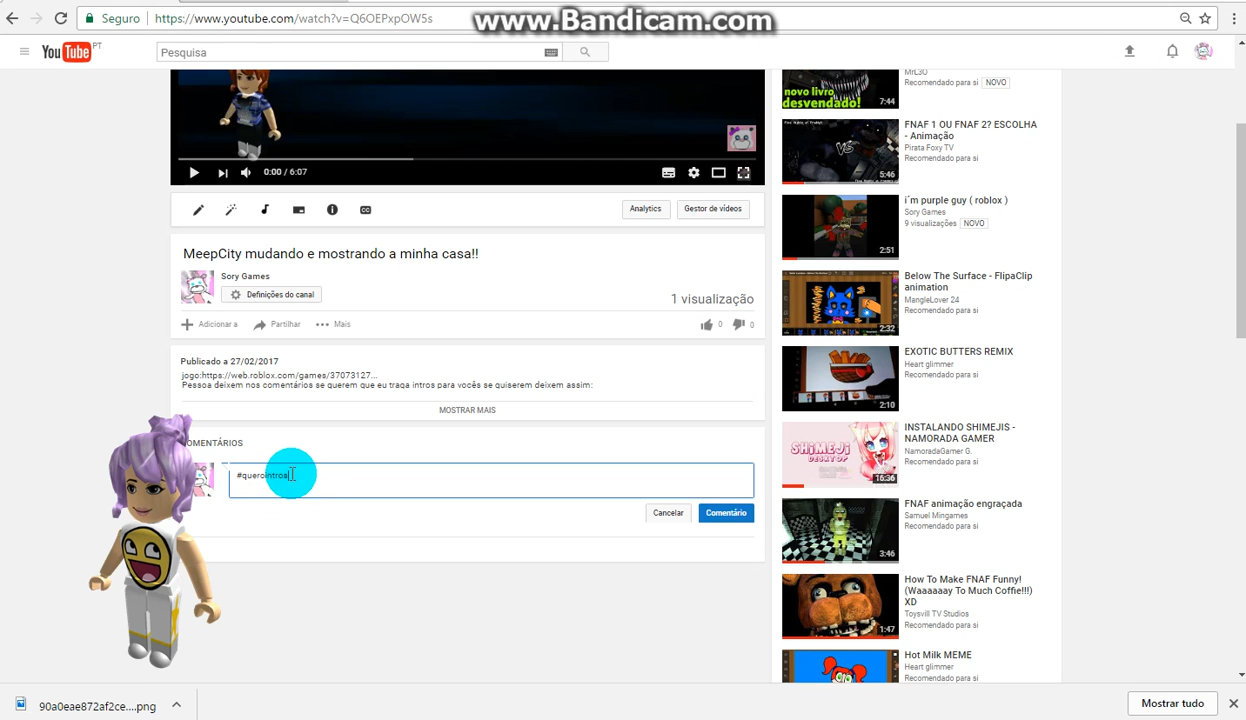 www.Bandicam.com
Seguro
https://www.youtube.com/watch?v=Q6OEPxpOW5s
YouTube PT
Pesquisa
0:00 / 6:07
Analytics
Gestor de vídeos
MeepCity mudando e mostrando a minha casa!!
Sory Games
Definições do canal
1 visualização
Adicionar a
Partilhar
Mais
0
0
Publicado a 27/02/2017
jogo:https://web.roblox.com/games/37073127...
Pessoa deixem nos comentários se querem que eu traga intros para vocês se quiserem deixem assim:
MOSTRAR MAIS
COMENTÁRIOS
#querointros
Cancelar
Comentário
novo livro
desvendado!
7:44
MrL3O
Recomendado para si
NOVO
VS
5:46
FNAF 1 OU FNAF 2? ESCOLHA
- Animação
Pirata Foxy TV
Recomendado para si
2:51
i´m purple guy ( roblox )
Sory Games
9 visualizações
NOVO
2:32
Below The Surface - FlipaClip
animation
MangleLover 24
Recomendado para si
2:10
EXOTIC BUTTERS REMIX
Heart glimmer
Recomendado para si
SHiMEJi
DESKTOP
16:36
INSTALANDO SHIMEJIS -
NAMORADA GAMER
NamoradaGamer G.
Recomendado para si
3:46
FNAF animação engraçada
Samuel Mingames
Recomendado para si
1:47
How To Make FNAF Funny!
(Waaaaaay To Much Coffie!!!)
XD
Toysvill TV Studios
Recomendado para si
Hot Milk MEME
Heart glimmer
Recomendado para si
90a0eae872af2ce....png
Mostrar tudo